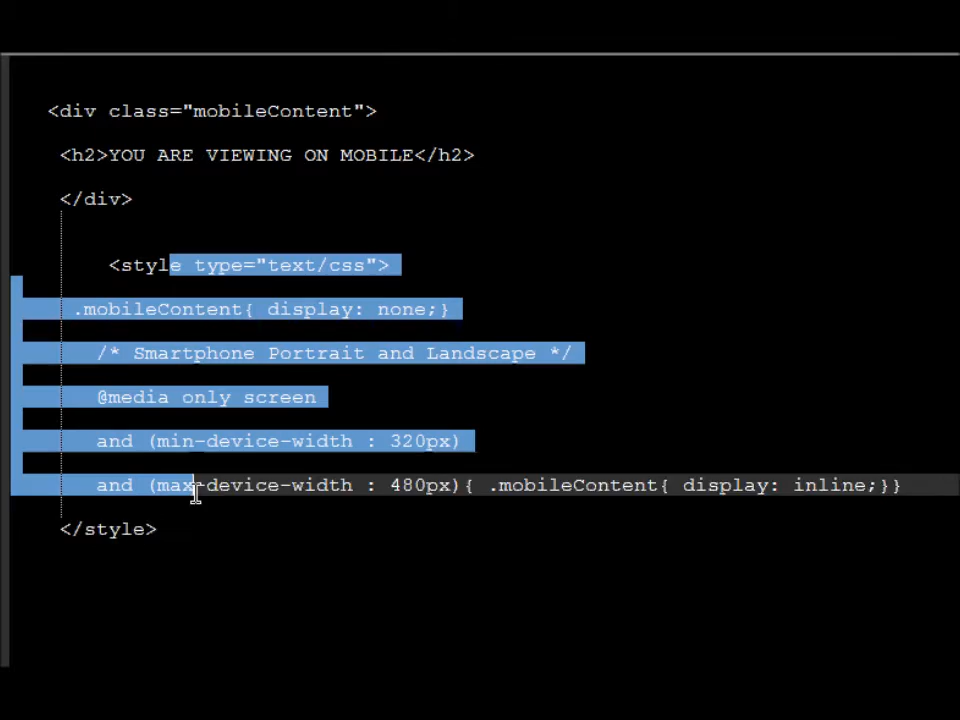 <div class="mobileContent">
<h2>YOU ARE VIEWING ON MOBILE</h2>
</div>
<style type="text/css">
.mobileContent{ display: none;}
/* Smartphone Portrait and Landscape */
@media only screen
and (min-device-width : 320px)
and (max-device-width : 480px){ .mobileContent{ display: inline;}}
</style>